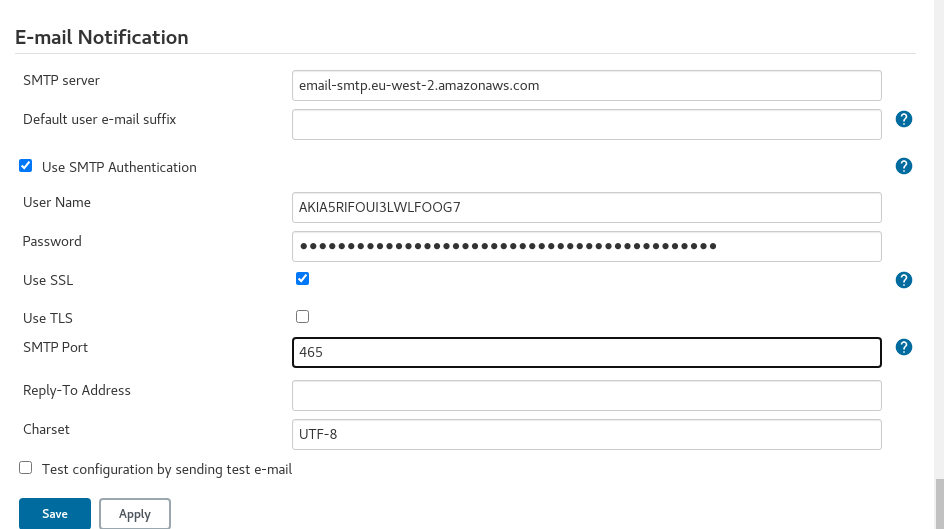 E-mail Notification
SMTP server
email-smtp.eu-west-2.amazonaws.com
Default user e-mail suffix
?
Use SMTP Authentication
?
User Name
AKIA5RIFOUI3LWLFOOG7
Password
●●●●●●●●●●●●●●●●●●●●●●●●●●●●●●●●●●●●●●●●●●●●
Use SSL
?
Use TLS
SMTP Port
465
?
Reply-To Address
Charset
UTF-8
Test configuration by sending test e-mail
Save
Apply